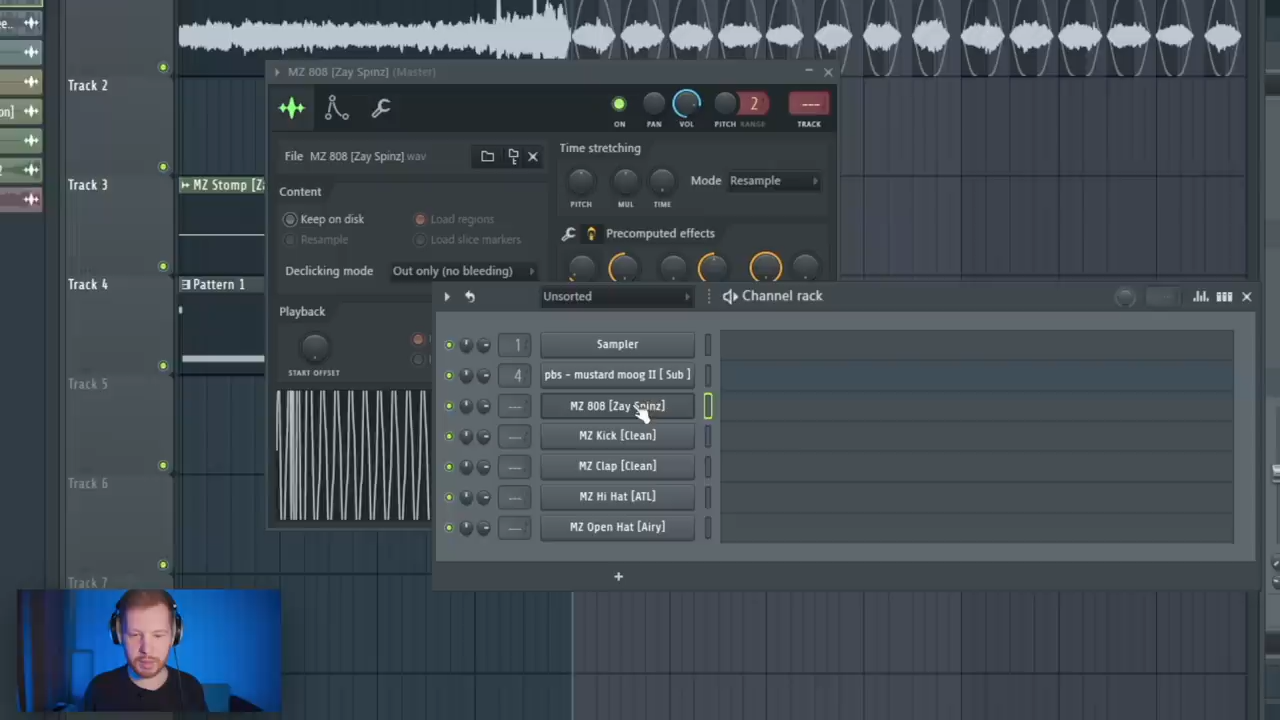 Track 2
MZ 808 [Zay Spinz] (Master)
on]
ON PAN VOL PITCH RANGE TRACK
2
---
File MZ 808 [Zay Spinz] wav
Time stretching
PITCH MUL TIME
Mode Resample
Track 3
MZ Stomp [Za
Content
Keep on disk
Load regions
Resample
Load slice markers
Precomputed effects
Declicking mode Out only (no bleeding)
Track 4
Pattern 1
Unsorted
Channel rack
Playback
START OFFSET
1 Sampler
4 pbs - mustard moog II [ Sub ]
--- MZ 808 [Zay Spinz]
--- MZ Kick [Clean]
--- MZ Clap [Clean]
--- MZ Hi Hat [ATL]
--- MZ Open Hat [Airy]
+
Track 5
Track 6
Track 7